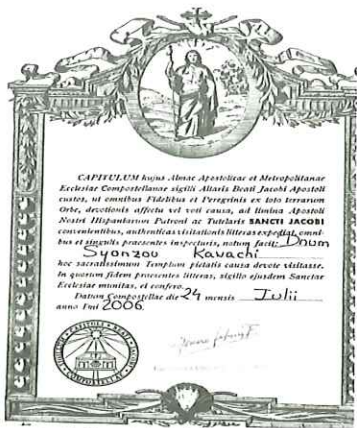 CAPITULUM hujus Almae Apostolicae et Metropolitanae
Ecclesiae Compostellanae sigilli Altaris Beati Jacobi Apostoli
custos, ut omnibus Fidelibus et Peregrinis ex toto terrarum
Orbe, devotionis affectu vel voti causa, ad limina Apostoli
Nostri Hispaniarum Patroni ac Tutelaris SANCTI JACOBI
convenientibus, authenticas visitationis litteras expediat, omni-
bus et singulis praesentes inspecturis, notum facit: Dnum
Syonzou Kavachi
hoc sacratissimum Templum pietatis causa devote visitasse.
In quorum fidem praesentes litteras, sigillo ejusdem Sanctae
Ecclesiae munitas, ei confero.
Datum Compostellae die 24 mensis Julii
anno Dni 2006.